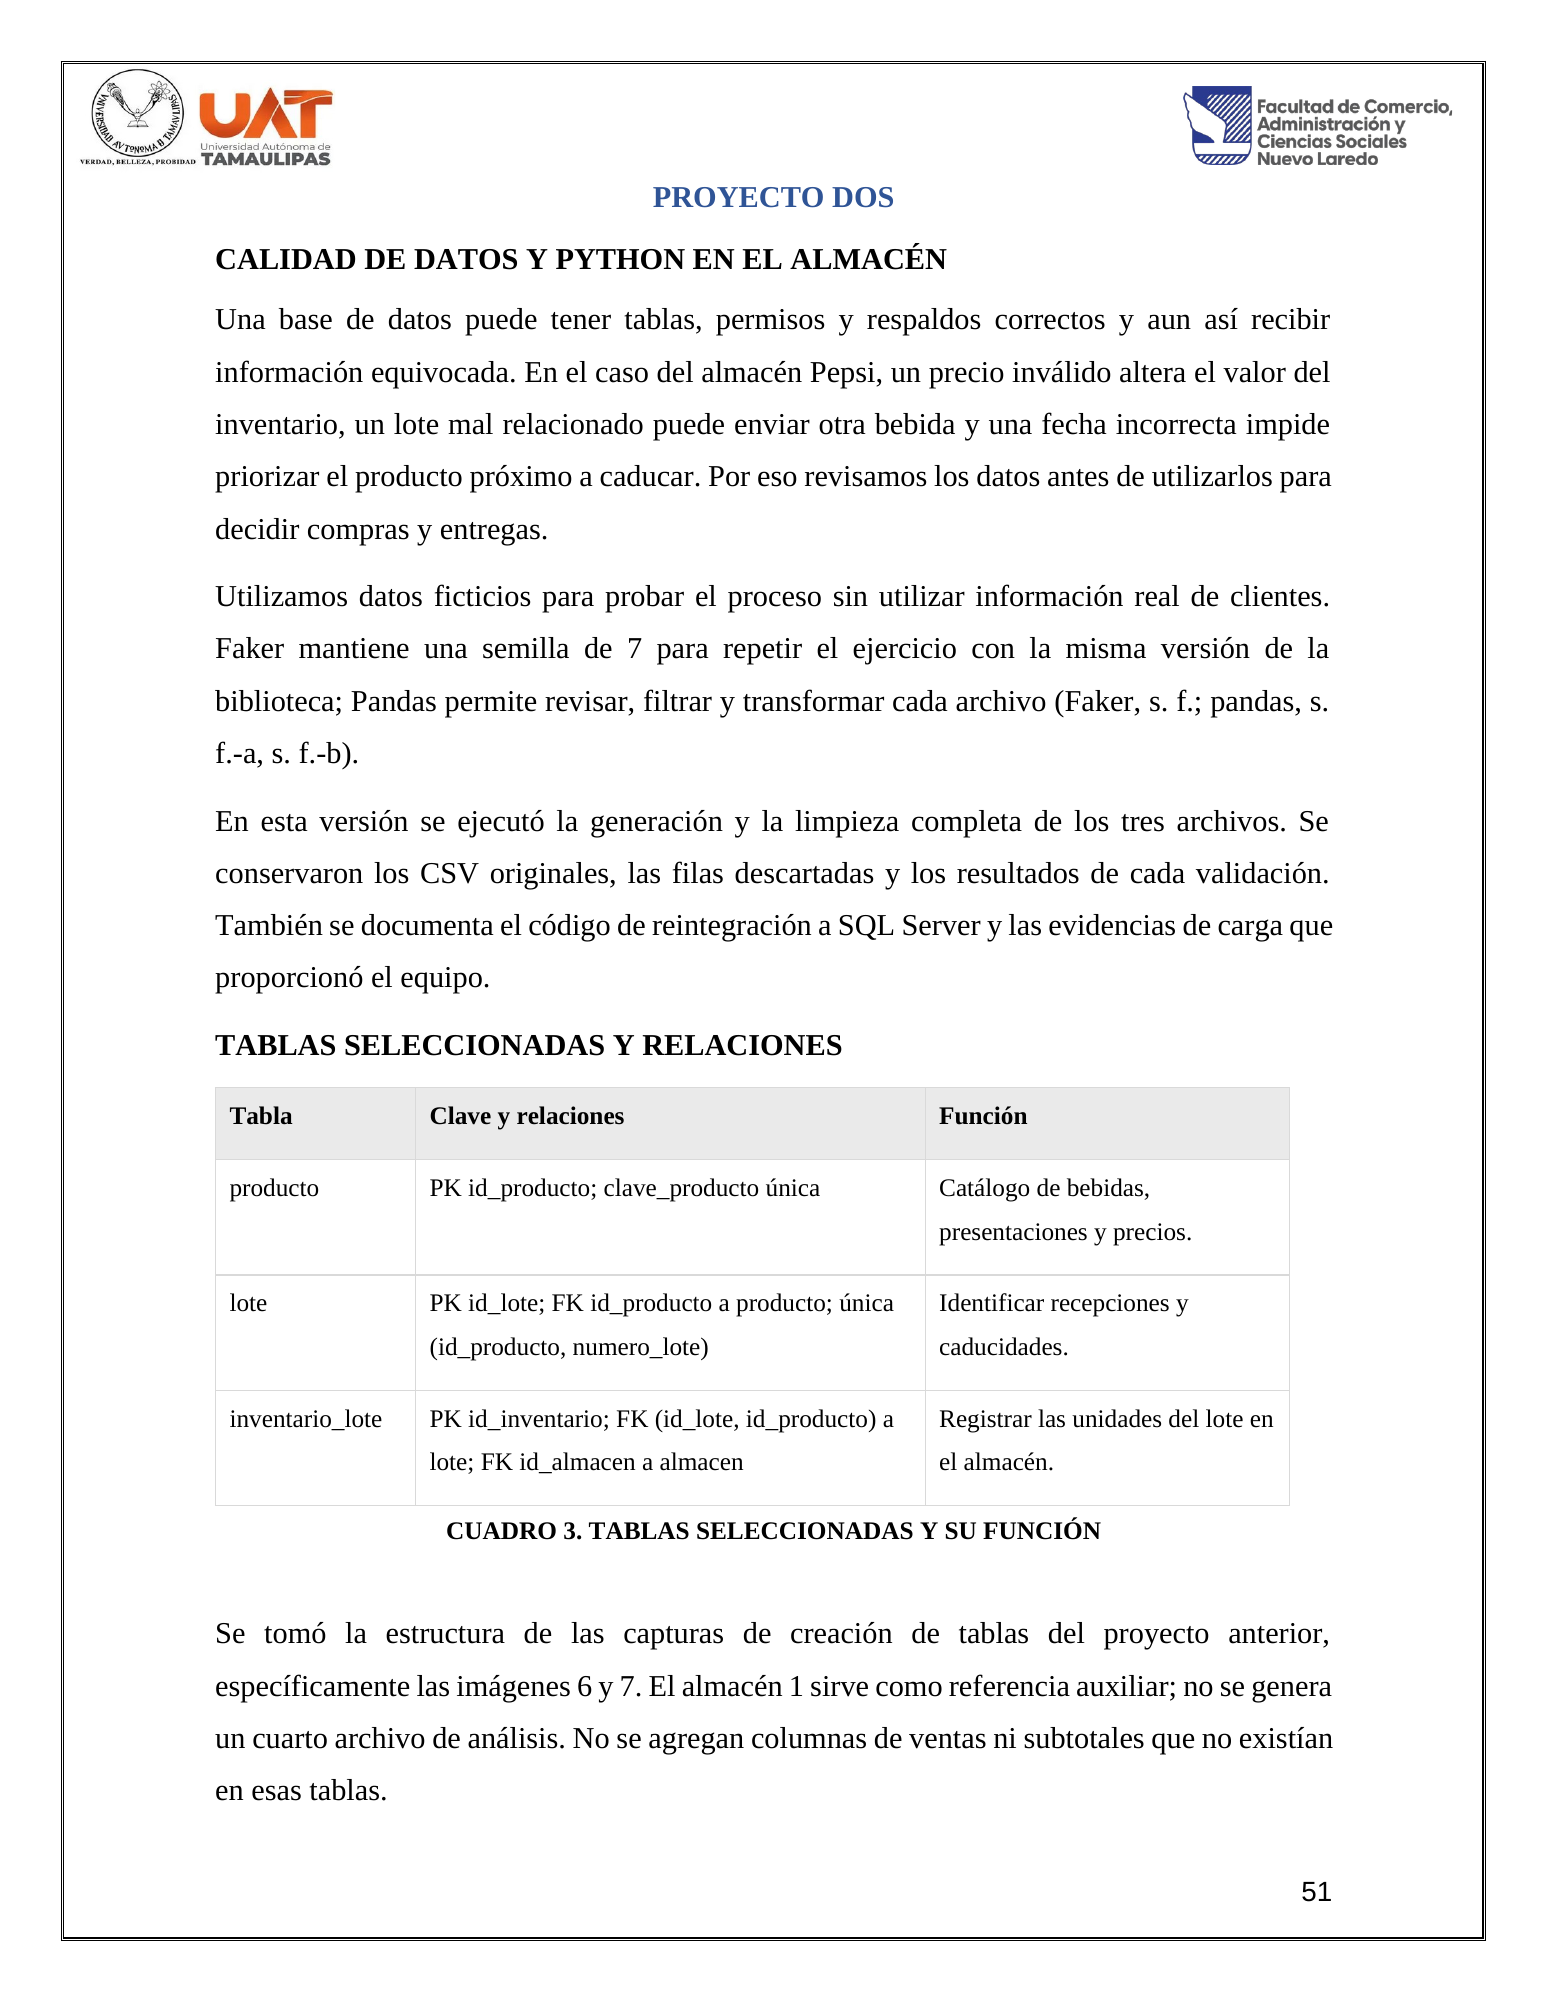 UNIVERSIDAD AVTONOMA D TAMAVLIPAS
VERDAD, BELLEZA, PROBIDAD
UAT
Universidad Autónoma de
TAMAULIPAS
Facultad de Comercio,
Administración y
Ciencias Sociales
Nuevo Laredo
PROYECTO DOS
CALIDAD DE DATOS Y PYTHON EN EL ALMACÉN
Una base de datos puede tener tablas, permisos y respaldos correctos y aun así recibir
información equivocada. En el caso del almacén Pepsi, un precio inválido altera el valor del
inventario, un lote mal relacionado puede enviar otra bebida y una fecha incorrecta impide
priorizar el producto próximo a caducar. Por eso revisamos los datos antes de utilizarlos para
decidir compras y entregas.
Utilizamos datos ficticios para probar el proceso sin utilizar información real de clientes.
Faker mantiene una semilla de 7 para repetir el ejercicio con la misma versión de la
biblioteca; Pandas permite revisar, filtrar y transformar cada archivo (Faker, s. f.; pandas, s.
f.-a, s. f.-b).
En esta versión se ejecutó la generación y la limpieza completa de los tres archivos. Se
conservaron los CSV originales, las filas descartadas y los resultados de cada validación.
También se documenta el código de reintegración a SQL Server y las evidencias de carga que
proporcionó el equipo.
TABLAS SELECCIONADAS Y RELACIONES
Tabla Clave y relaciones Función
producto PK id_producto; clave_producto única Catálogo de bebidas,
presentaciones y precios.
lote PK id_lote; FK id_producto a producto; única Identificar recepciones y
(id_producto, numero_lote) caducidades.
inventario_lote PK id_inventario; FK (id_lote, id_producto) a Registrar las unidades del lote en
lote; FK id_almacen a almacen el almacén.
CUADRO 3. TABLAS SELECCIONADAS Y SU FUNCIÓN
Se tomó la estructura de las capturas de creación de tablas del proyecto anterior,
específicamente las imágenes 6 y 7. El almacén 1 sirve como referencia auxiliar; no se genera
un cuarto archivo de análisis. No se agregan columnas de ventas ni subtotales que no existían
en esas tablas.
51